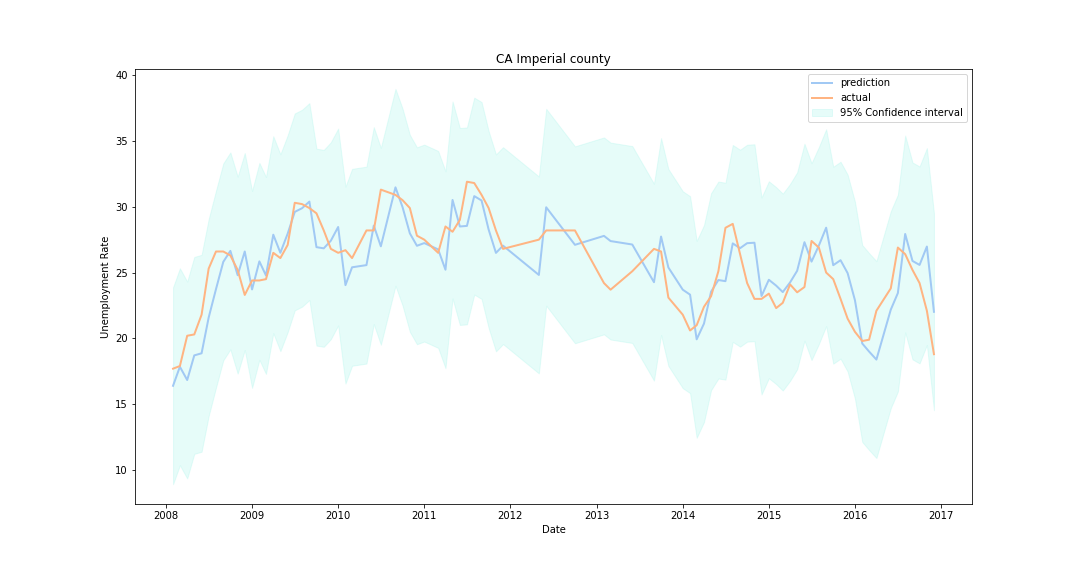 CA Imperial county
prediction
actual
95% Confidence interval
Unemployment Rate
40
35
30
25
20
15
10
2008 2009 2010 2011 2012 2013 2014 2015 2016 2017
Date